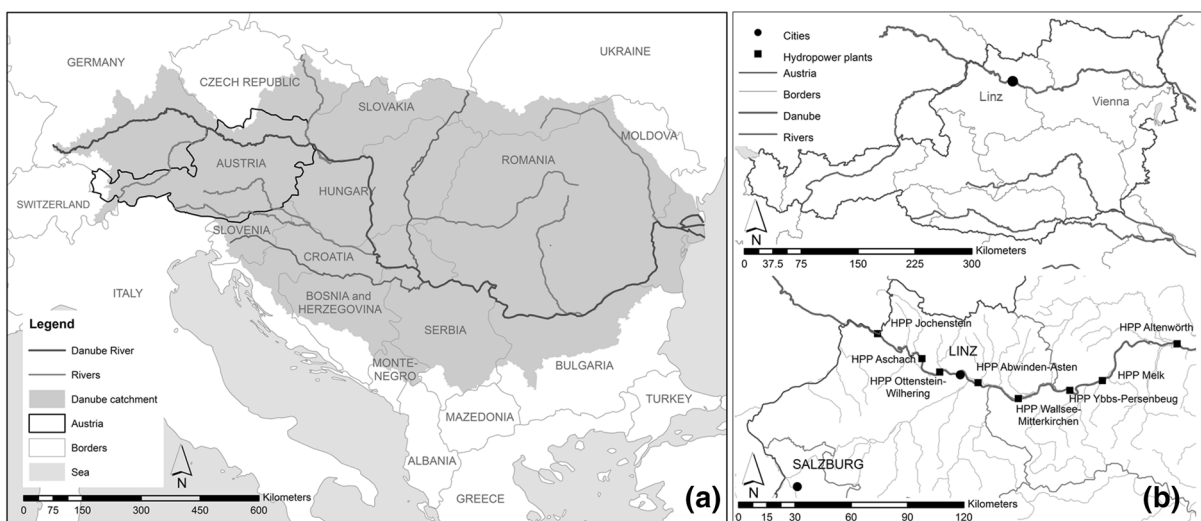 GERMANY
UKRAINE
CZECH REPUBLIC
SLOVAKIA
MOLDOVA
AUSTRIA
ROMANIA
HUNGARY
SWITZERLAND
SLOVENIA
CROATIA
ITALY
BOSNIA and
HERZEGOVINA
SERBIA
MONTE-
NEGRO
BULGARIA
MAZEDONIA
TURKEY
ALBANIA
GREECE
Legend
Danube River
Rivers
Danube catchment
Austria
Borders
Sea
N
Kilometers
0 75 150 300 450 600
(a)
Cities
Hydropower plants
Austria
Borders
Danube
Rivers
Linz
Vienna
N
Kilometers
0 37.5 75 150 225 300
HPP Jochenstein
HPP Altenwörth
HPP Aschach
LINZ
HPP Abwinden-Asten
HPP Melk
HPP Ottenstein-
Wilhering
HPP Ybbs-Persenbeug
HPP Wallsee-
Mitterkirchen
SALZBURG
N
Kilometers
0 15 30 60 90 120
(b)